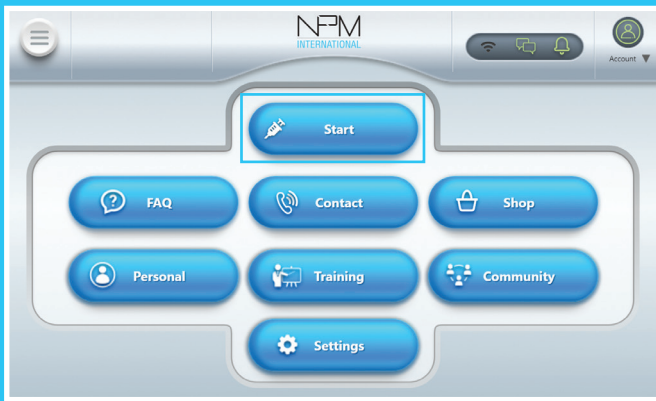 NPM
INTERNATIONAL
Account
Start
FAQ
Contact
Shop
Personal
Training
Community
Settings